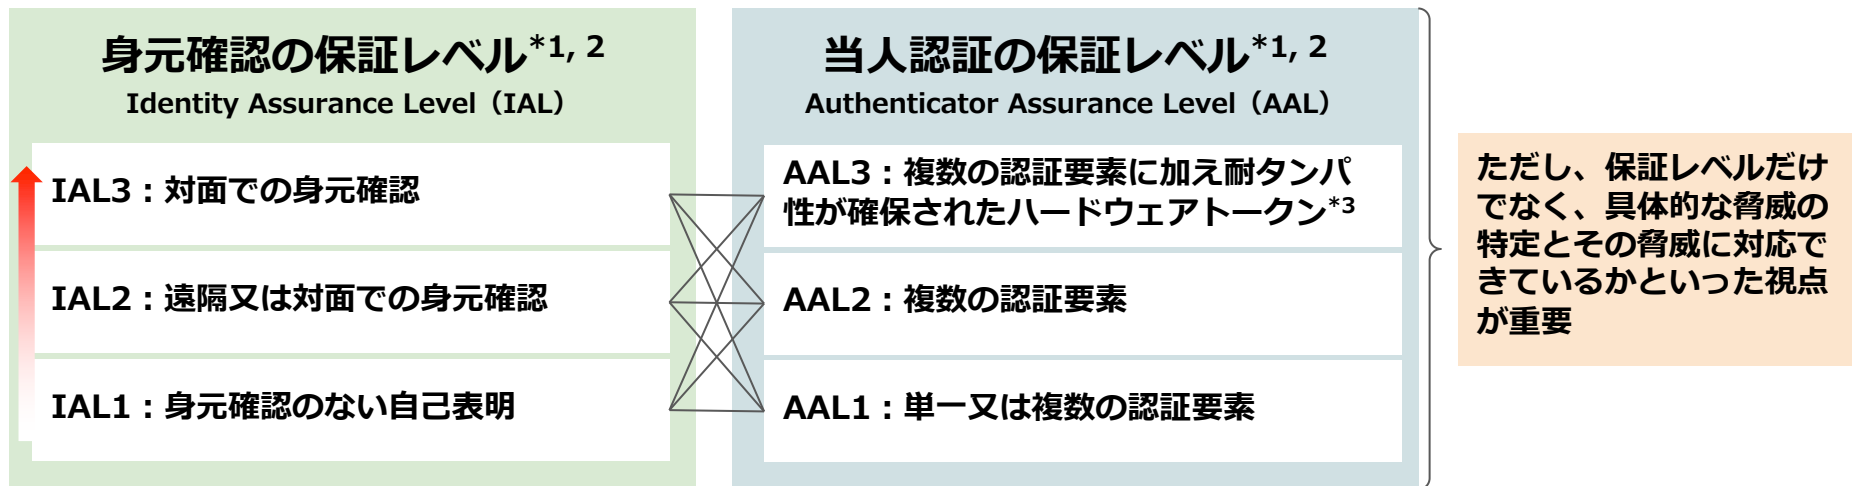 身元確認の保証レベル*1, 2
Identity Assurance Level（IAL）
IAL3：対面での身元確認
IAL2：遠隔又は対面での身元確認
IAL1：身元確認のない自己表明
当人認証の保証レベル*1, 2
Authenticator Assurance Level（AAL）
AAL3：複数の認証要素に加え耐タンパ
性が確保されたハードウェアトークン*3
AAL2：複数の認証要素
AAL1：単一又は複数の認証要素
ただし、保証レベルだけ
でなく、具体的な脅威の
特定とその脅威に対応で
きているかといった視点
が重要